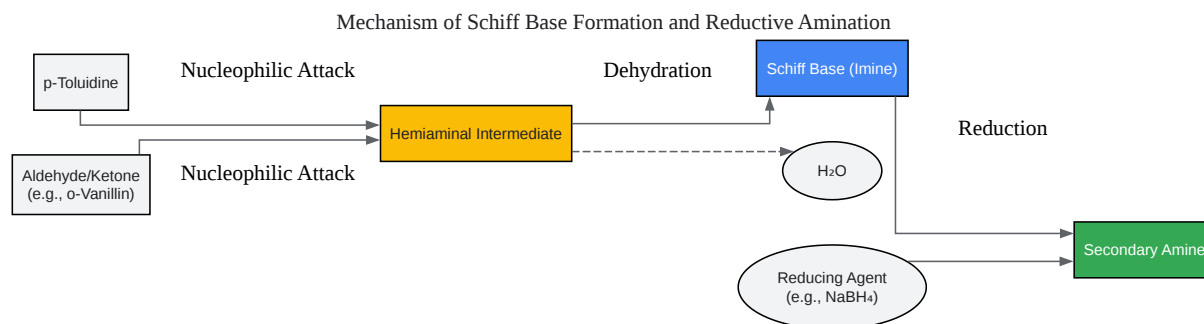 Mechanism of Schiff Base Formation and Reductive Amination
p-Toluidine
Nucleophilic Attack
Dehydration
Schiff Base (Imine)
Hemiaminal Intermediate
Reduction
Aldehyde/Ketone
(e.g., o-Vanillin)
Nucleophilic Attack
H₂O
Secondary Amine
Reducing Agent
(e.g., NaBH₄)